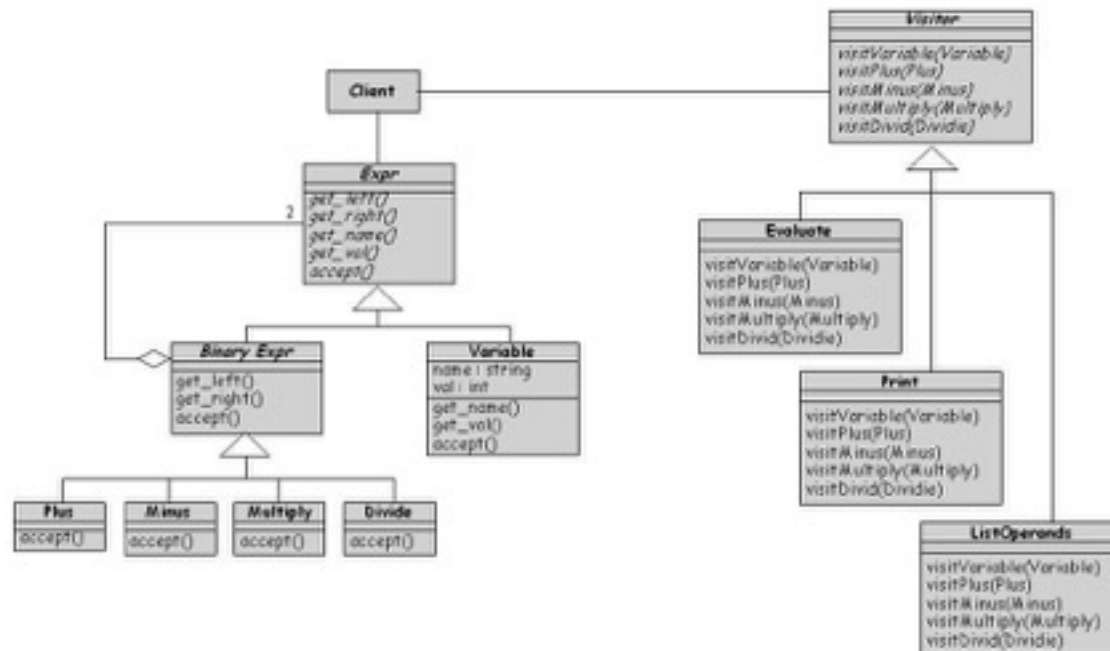 Visitor
visitVariable(Variable)
visitPlus(Plus)
visitMinus(Minus)
visitMultiply(Multiply)
visitDivid(Dividie)
Client
Expr
get_left()
get_right()
get_name()
get_val()
accept()
2
Binary Expr
get_left()
get_right()
accept()
Variable
name : string
val : int
get_name()
get_val()
accept()
Plus
accept()
Minus
accept()
Multiply
accept()
Divide
accept()
Evaluate
visitVariable(Variable)
visitPlus(Plus)
visitMinus(Minus)
visitMultiply(Multiply)
visitDivid(Dividie)
Print
visitVariable(Variable)
visitPlus(Plus)
visitMinus(Minus)
visitMultiply(Multiply)
visitDivid(Dividie)
ListOperands
visitVariable(Variable)
visitPlus(Plus)
visitMinus(Minus)
visitMultiply(Multiply)
visitDivid(Dividie)